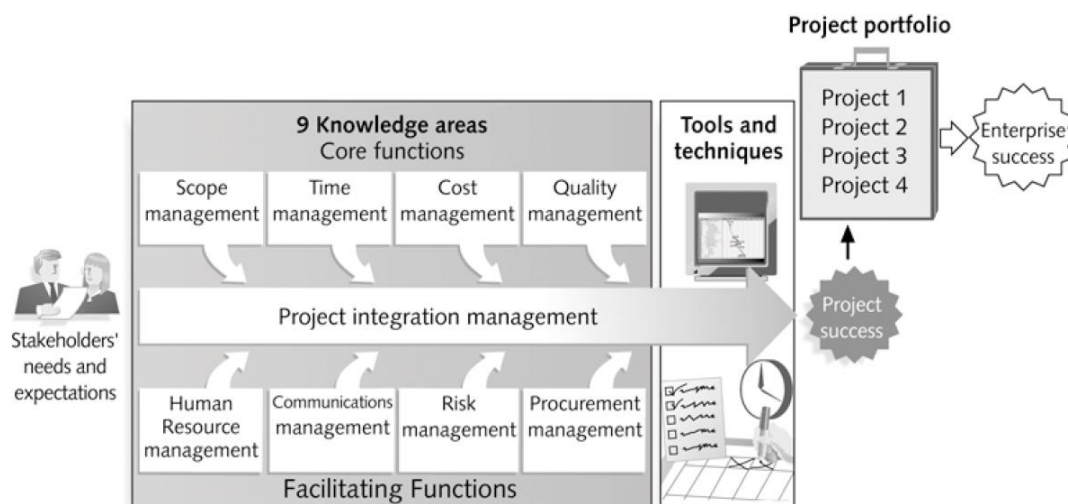 Project portfolio
Project 1
Project 2
Project 3
Project 4
Enterprise
success
9 Knowledge areas
Core functions
Tools and
techniques
Scope
management
Time
management
Cost
management
Quality
management
Stakeholders'
needs and
expectations
Project integration management
Project
success
Human
Resource
management
Communications
management
Risk
management
Procurement
management
Facilitating Functions